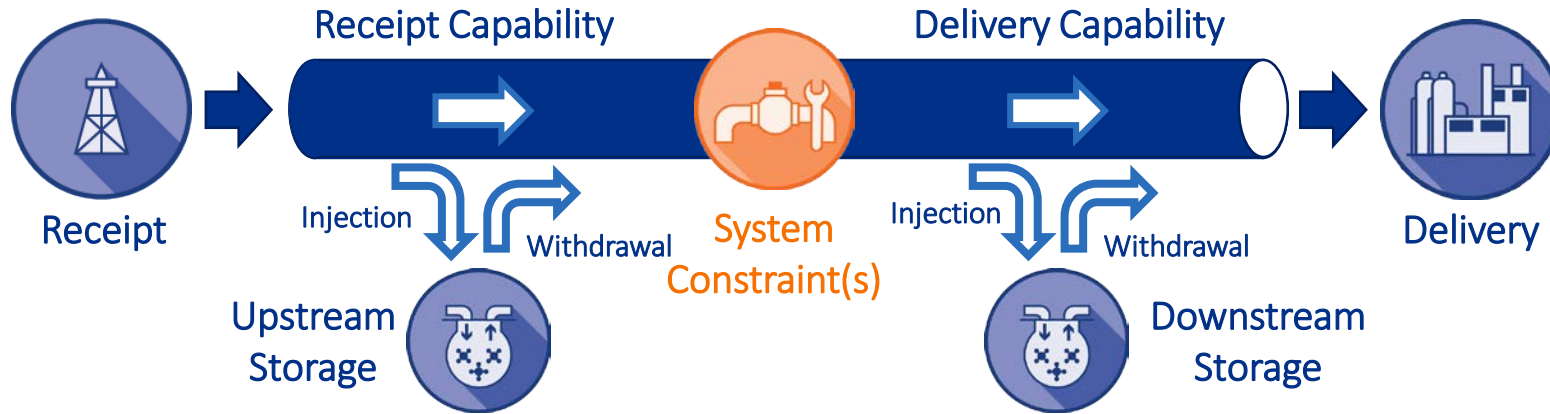 Receipt Capability
Delivery Capability
Receipt
Injection
Withdrawal
System
Constraint(s)
Injection
Withdrawal
Delivery
Upstream
Storage
Downstream
Storage